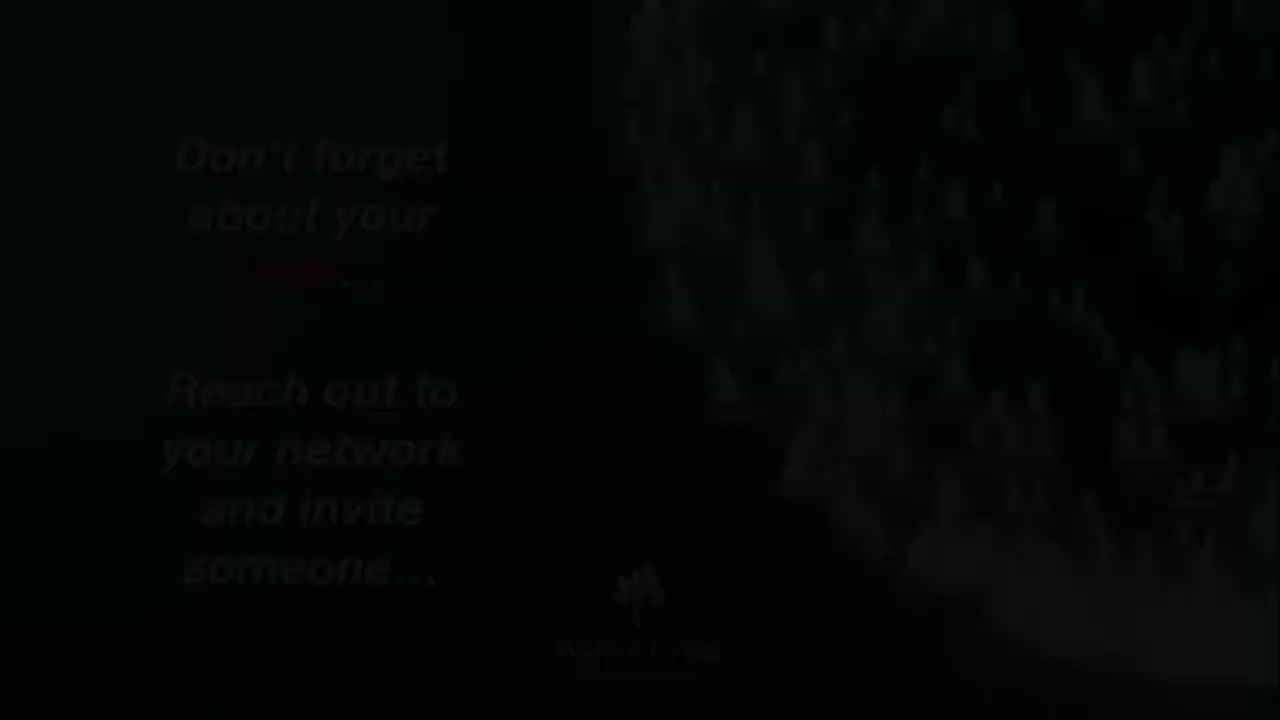 Don't forget
about your
Reach out to
your network
and invite
someone...